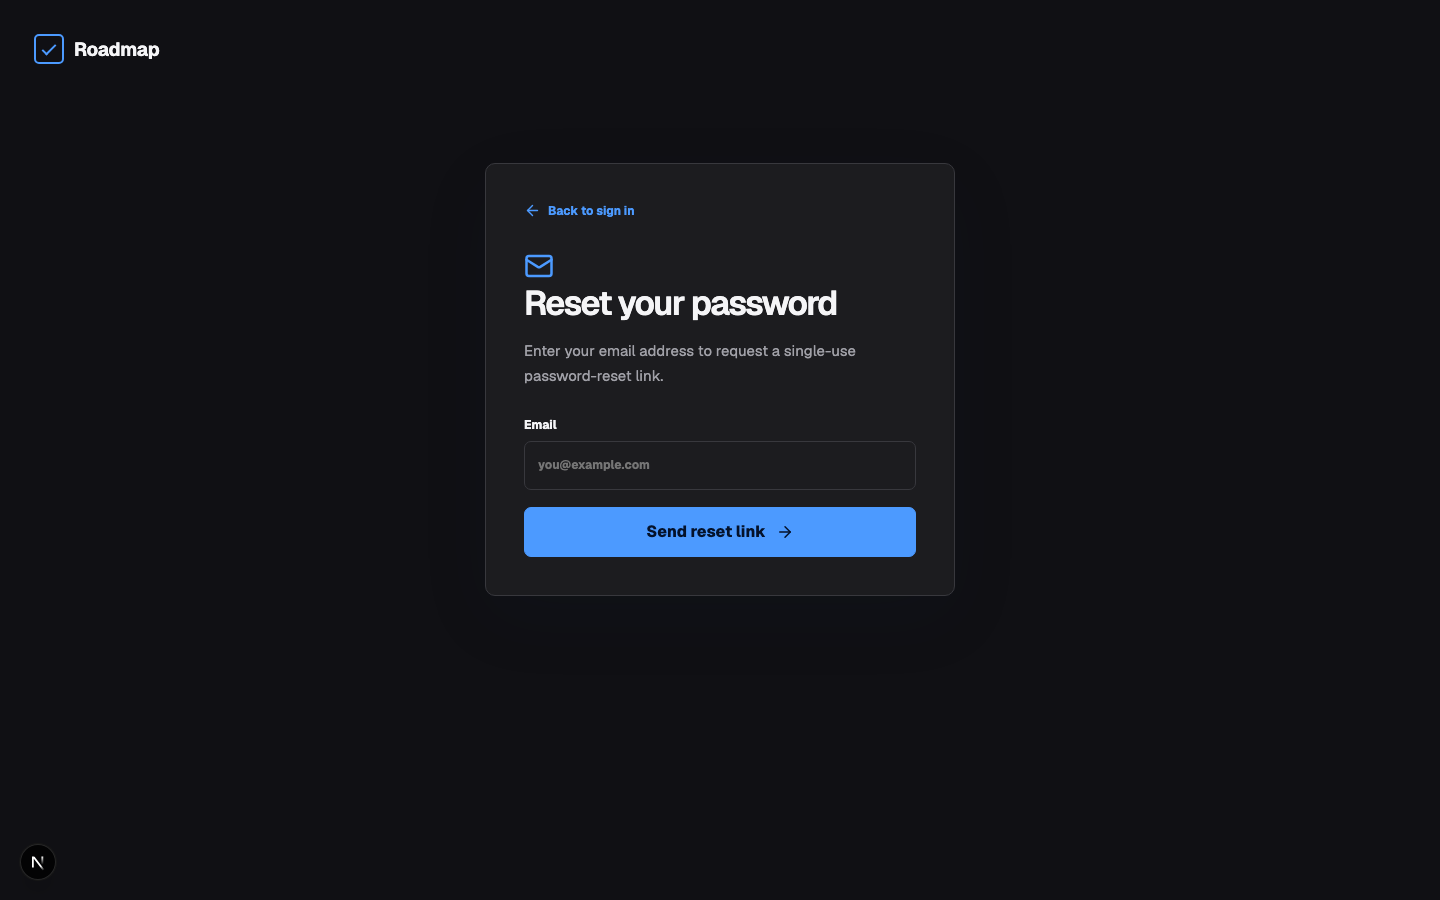 Roadmap
Back to sign in
Reset your password
Enter your email address to request a single-use
password-reset link.
Email
you@example.com
Send reset link
N